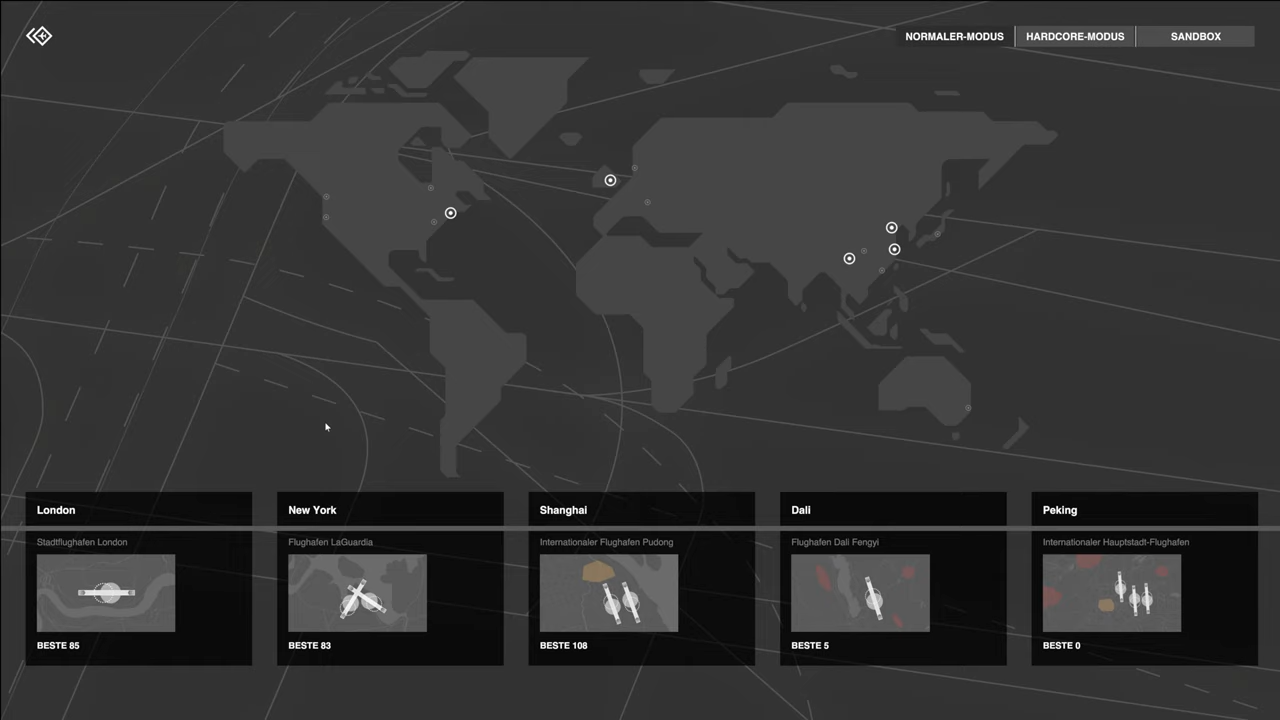 NORMALER-MODUS
HARDCORE-MODUS
SANDBOX
London
Stadtflughafen London
BESTE 85
New York
Flughafen LaGuardia
BESTE 83
Shanghai
Internationaler Flughafen Pudong
BESTE 108
Dali
Flughafen Dali Fengyi
BESTE 5
Peking
Internationaler Hauptstadt-Flughafen
BESTE 0